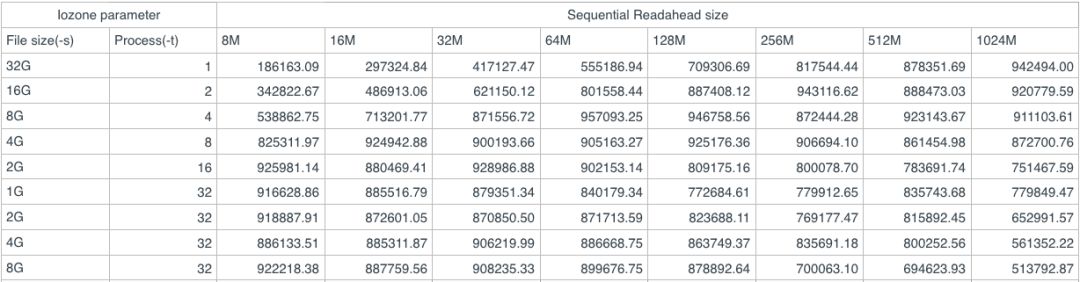 Iozone parameter Sequential Readahead size
File size(-s) Process(-t) 8M 16M 32M 64M 128M 256M 512M 1024M
32G 1 186163.09 297324.84 417127.47 555186.94 709306.69 817544.44 878351.69 942494.00
16G 2 342822.67 486913.06 621150.12 801558.44 887408.12 943116.62 888473.03 920779.59
8G 4 538862.75 713201.77 871556.72 957093.25 946758.56 872444.28 923143.67 911103.61
4G 8 825311.97 924942.88 900193.66 905163.27 925176.36 906694.10 861454.98 872700.76
2G 16 925981.14 880469.41 928986.88 902153.14 809175.16 800078.70 783691.74 751467.59
1G 32 916628.86 885516.79 879351.34 840179.34 772684.61 779912.65 835743.68 779849.47
2G 32 918887.91 872601.05 870850.50 871713.59 823688.11 769177.47 815892.45 652991.57
4G 32 886133.51 885311.87 906219.99 886668.75 863749.37 835691.18 800252.56 561352.22
8G 32 922218.38 887759.56 908235.33 899676.75 878892.64 700063.10 694623.93 513792.87